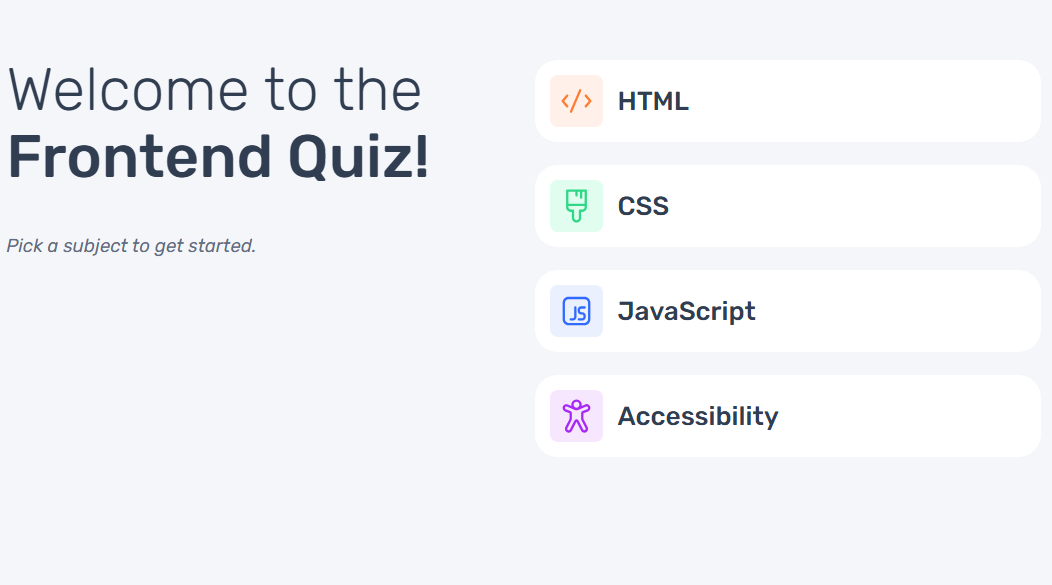 Welcome to the
Frontend Quiz!
Pick a subject to get started.
HTML
CSS
JS
JavaScript
Accessibility